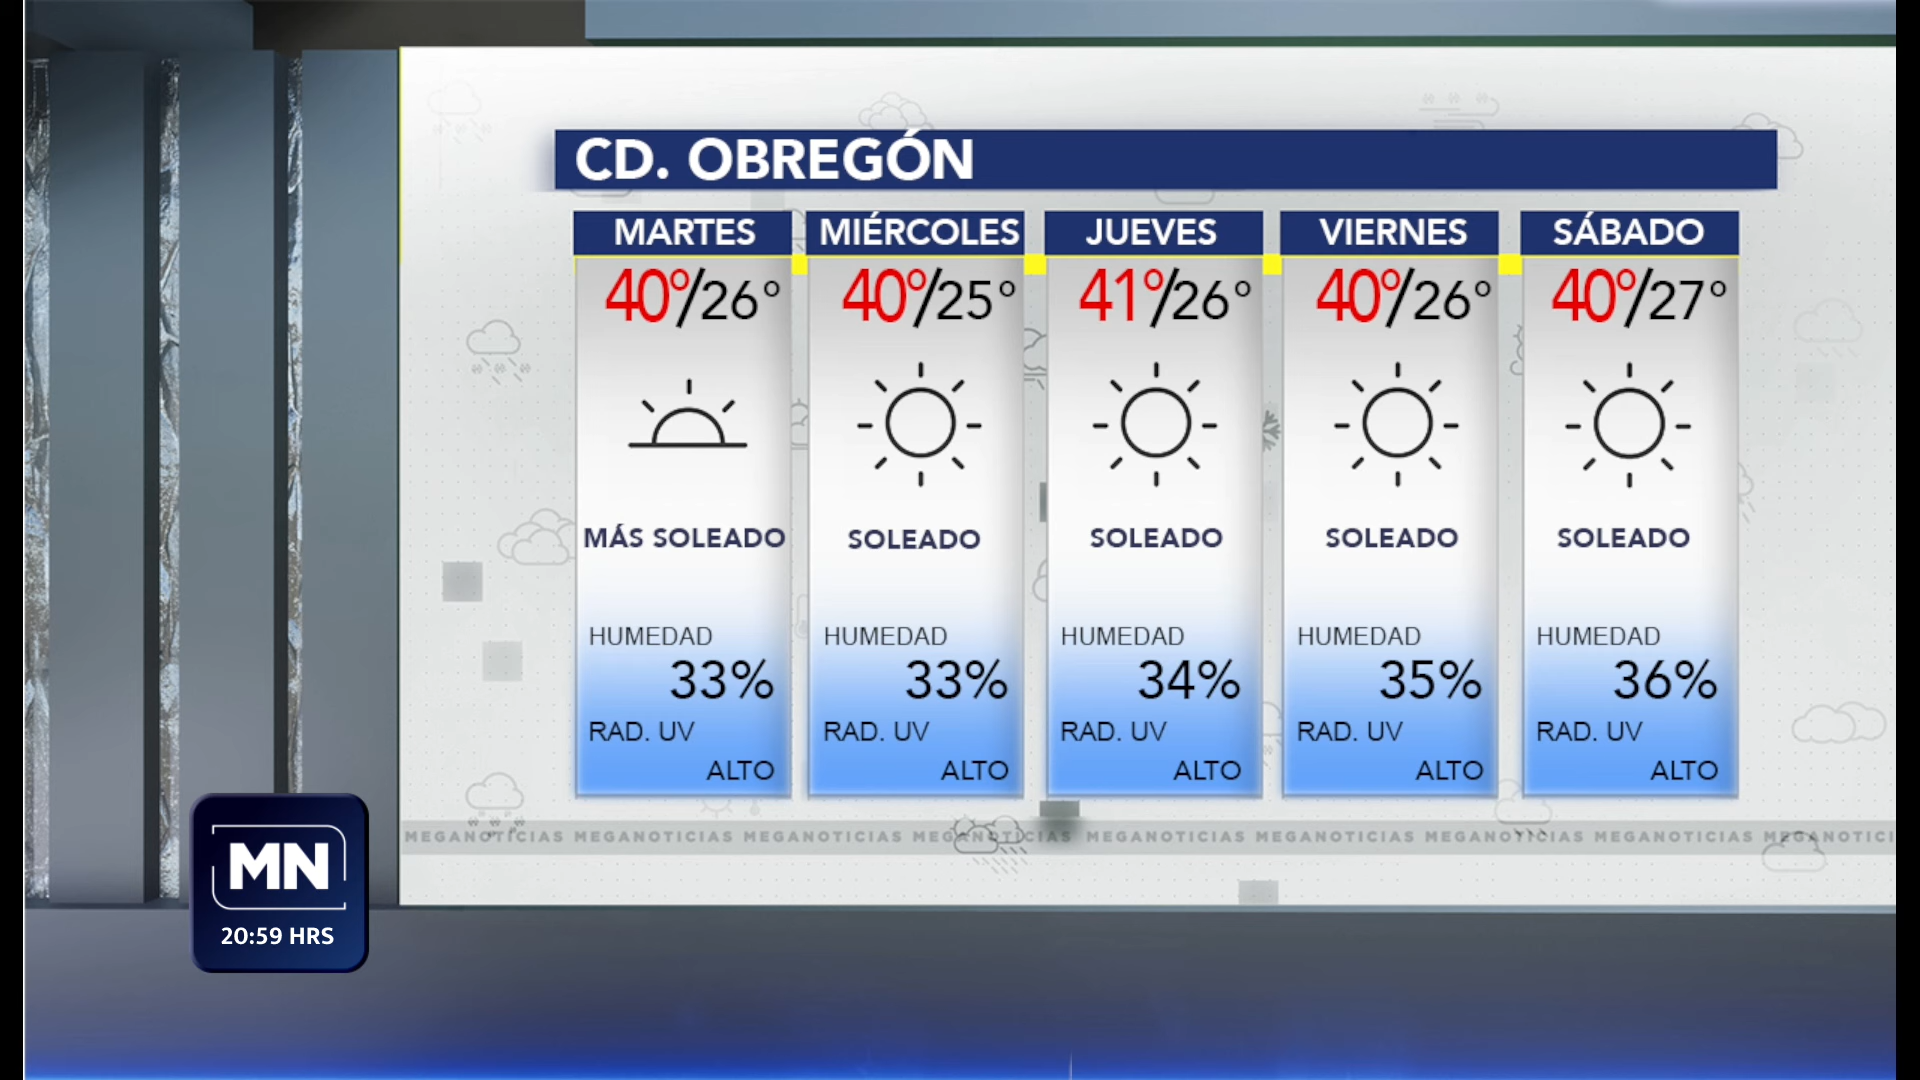 CD. OBREGÓN
MARTES
40°/26°
MÁS SOLEADO
HUMEDAD
33%
RAD. UV
ALTO
MIÉRCOLES
40°/25°
SOLEADO
HUMEDAD
33%
RAD. UV
ALTO
JUEVES
41°/26°
SOLEADO
HUMEDAD
34%
RAD. UV
ALTO
VIERNES
40°/26°
SOLEADO
HUMEDAD
35%
RAD. UV
ALTO
SÁBADO
40°/27°
SOLEADO
HUMEDAD
36%
RAD. UV
ALTO
MEGANOTICIAS MEGANOTICIAS MEGANOTICIAS MEGANOTICIAS MEGANOTICIAS MEGANOTICIAS MEGANOTICIAS MEGANOTICIAS MEGANOTICI
MN
20:59 HRS